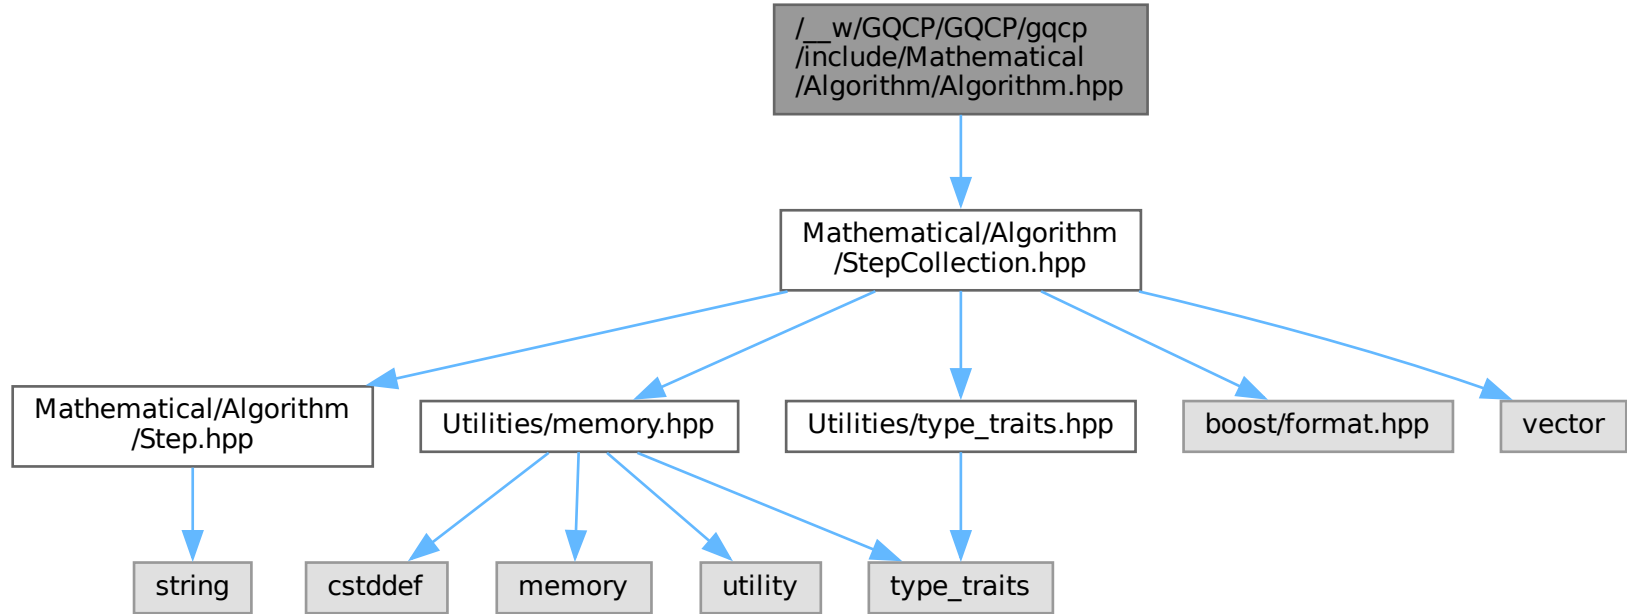 /__w/GQCP/GQCP/gqcp
/include/Mathematical
/Algorithm/Algorithm.hpp
Mathematical/Algorithm
/StepCollection.hpp
Mathematical/Algorithm
/Step.hpp
Utilities/memory.hpp
Utilities/type_traits.hpp
boost/format.hpp
vector
string
cstddef
memory
utility
type_traits